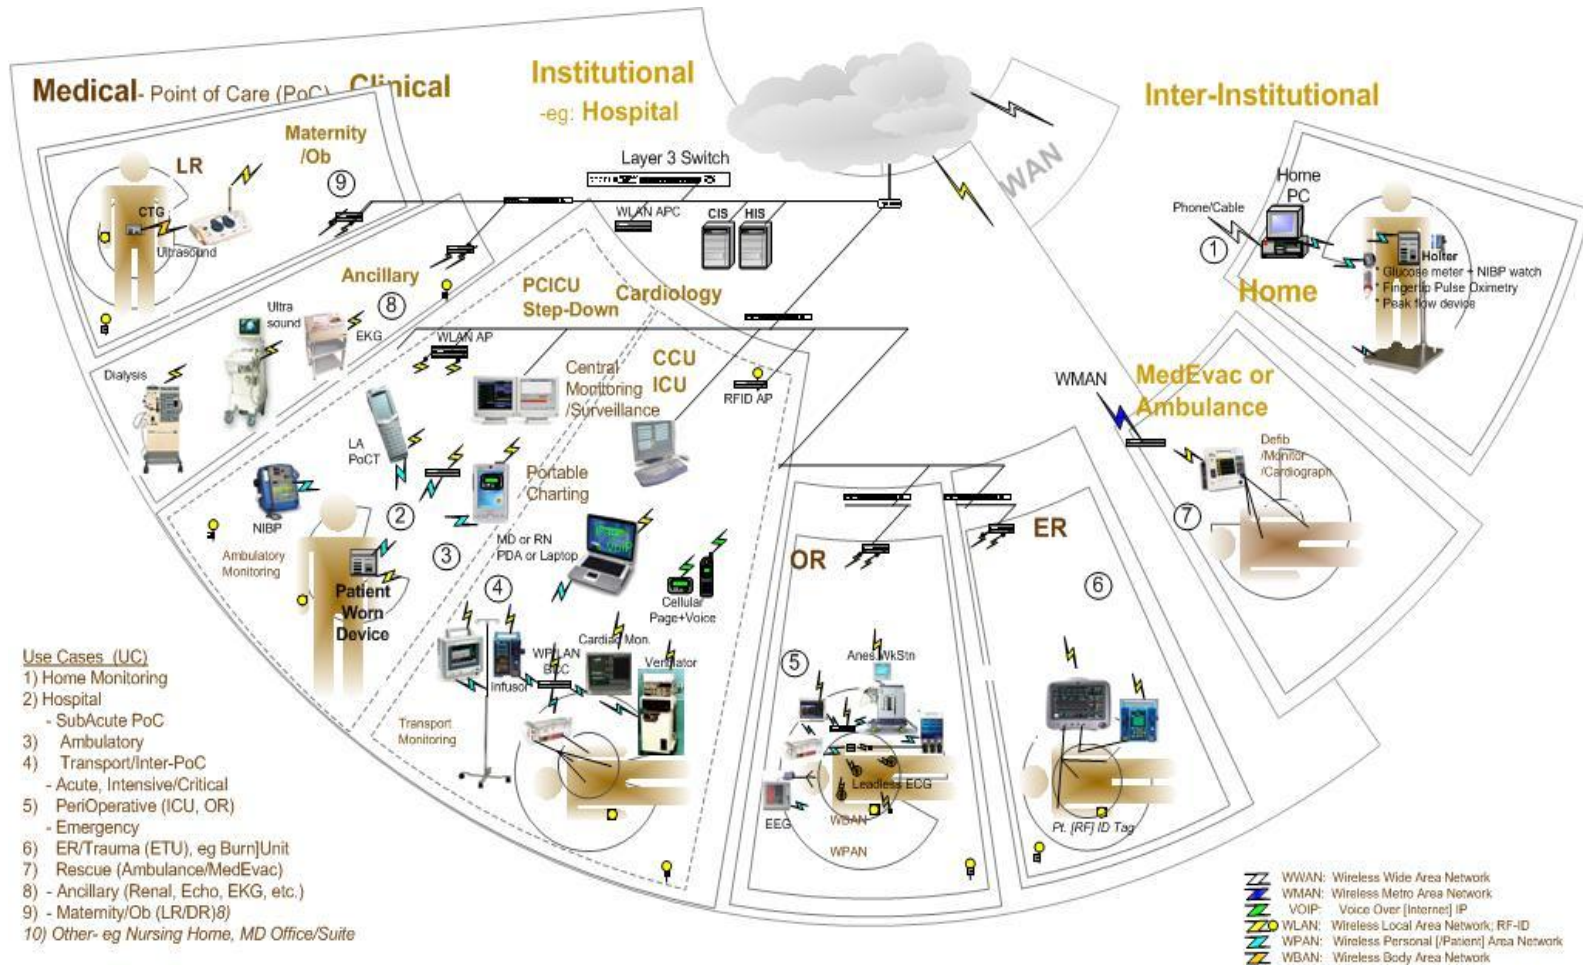 Medical- Point of Care (PoC) Clinical
Institutional
-eg: Hospital
Inter-Institutional
WAN
Maternity
/Ob
LR
9
CTG
Ultrasound
Layer 3 Switch
WLAN APC
CIS
HIS
Ancillary
8
Ultra
sound
EKG
Dialysis
PCICU
Step-Down
Cardiology
WLAN AP
CCU
ICU
Central
Monitoring
/Surveillance
RFID AP
LA
PoCT
Portable
Charting
NIBP
2
3
Ambulatory
Monitoring
Patient
Worn
Device
MD or RN
PDA or Laptop
VOIP
4
Cellular
Page+Voice
Infusor
WP/LAN
BCC
Cardiac Mon.
Ventilator
Transport
Monitoring
OR
5
Anes.WkStn
Leadless ECG
EEG
WBAN
WPAN
ER
6
Pt. [RF] ID Tag
WMAN
MedEvac or
Ambulance
Defib
/Monitor
/Cardiograph
7
Home
PC
Phone/Cable
1
Home
Holter
* Glucose meter + NIBP watch
* Fingertip Pulse Oximetry
* Peak flow device
Use Cases (UC)
1) Home Monitoring
2) Hospital
- SubAcute PoC
3) Ambulatory
4) Transport/Inter-PoC
- Acute, Intensive/Critical
5) PeriOperative (ICU, OR)
- Emergency
6) ER/Trauma (ETU), eg Burn]Unit
7) Rescue (Ambulance/MedEvac)
8) - Ancillary (Renal, Echo, EKG, etc.)
9) - Maternity/Ob (LR/DR)8)
10) Other- eg Nursing Home, MD Office/Suite
WWAN: Wireless Wide Area Network
WMAN: Wireless Metro Area Network
VOIP: Voice Over [Internet] IP
WLAN: Wireless Local Area Network; RF-ID
WPAN: Wireless Personal [/Patient] Area Network
WBAN: Wireless Body Area Network